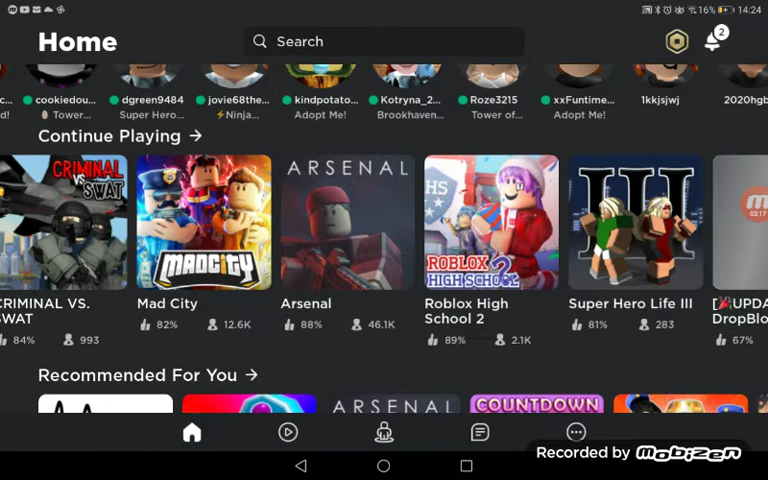 16% 14:24
Home
Search
2
c... cookiedou... dgreen9484 jovie68the... kindpotato... Kotryna_2... Roze3215 xxFuntime... 1kkjsjwj 2020hgb
d! Tower... Super Hero... Ninja... Adopt Me! Brookhaven... Tower of... Adopt Me!
Continue Playing →
CRIMINAL VS SWAT
MADCITY
ARSENAL
HS
ROBLOX HIGH SCHOOL 2
III
03:17
CRIMINAL VS. SWAT
Mad City
Arsenal
Roblox High School 2
Super Hero Life III
[🎉UPDA
DropBlo
84% 993
82% 12.6K
88% 46.1K
89% 2.1K
81% 283
67%
Recommended For You →
ARSENAL
COUNTDOWN
Recorded by mobizen